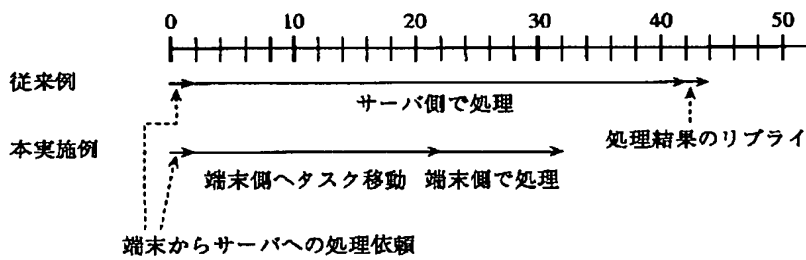 0 10 20 30 40 50
従来例
サーバ側で処理
処理結果のリプライ
本実施例
端末側へタスク移動 端末側で処理
端末からサーバへの処理依頼